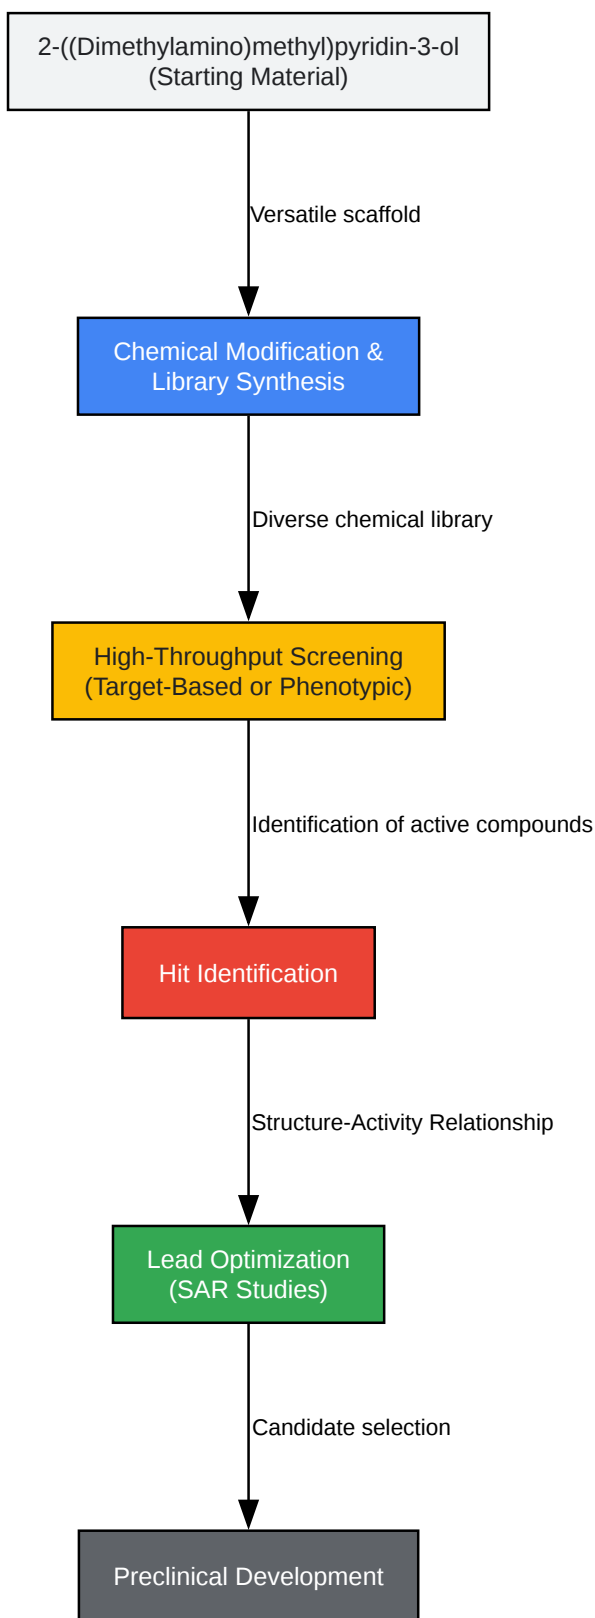 2-((Dimethylamino)methyl)pyridin-3-ol
(Starting Material)
Versatile scaffold
Chemical Modification &
Library Synthesis
Diverse chemical library
High-Throughput Screening
(Target-Based or Phenotypic)
Identification of active compounds
Hit Identification
Structure-Activity Relationship
Lead Optimization
(SAR Studies)
Candidate selection
Preclinical Development